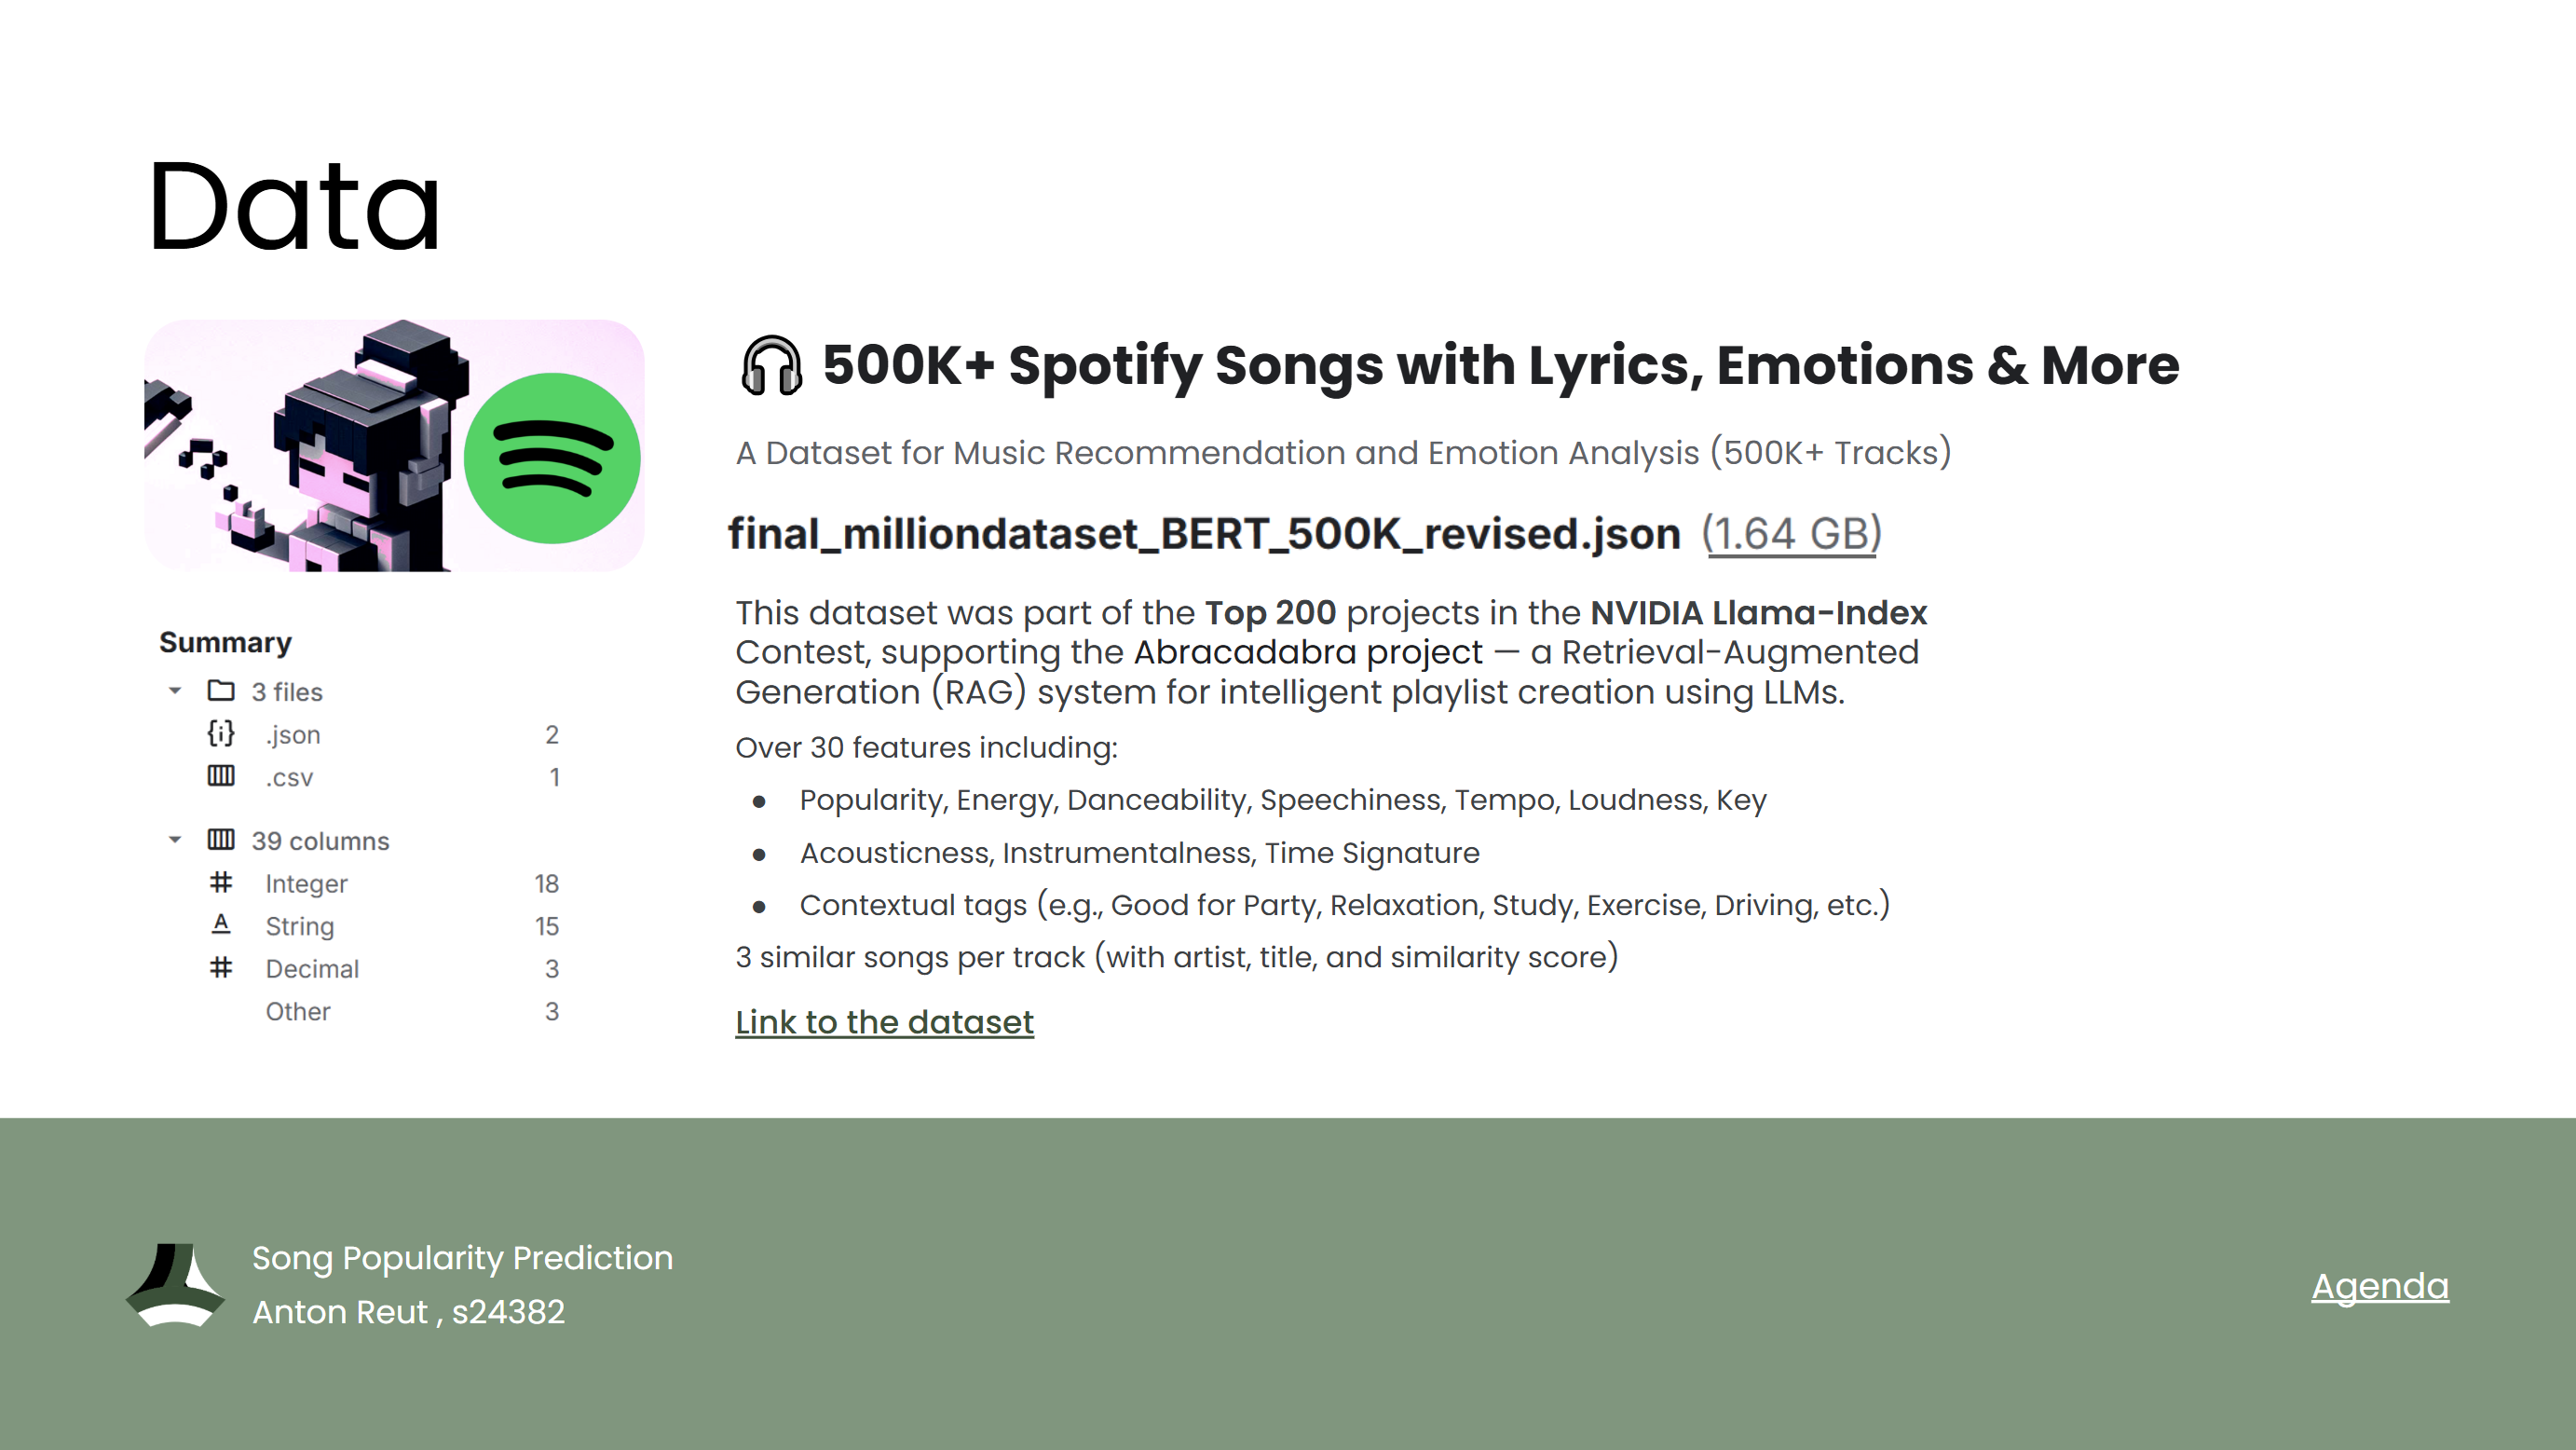 Data
🎧 500K+ Spotify Songs with Lyrics, Emotions & More
A Dataset for Music Recommendation and Emotion Analysis (500K+ Tracks)
final_milliondataset_BERT_500K_revised.json (1.64 GB)
This dataset was part of the Top 200 projects in the NVIDIA Llama-Index
Contest, supporting the Abracadabra project — a Retrieval-Augmented
Generation (RAG) system for intelligent playlist creation using LLMs.
Over 30 features including:
● Popularity, Energy, Danceability, Speechiness, Tempo, Loudness, Key
● Acousticness, Instrumentalness, Time Signature
● Contextual tags (e.g., Good for Party, Relaxation, Study, Exercise, Driving, etc.)
3 similar songs per track (with artist, title, and similarity score)
Link to the dataset
Summary
3 files
.json 2
.csv 1
39 columns
Integer 18
String 15
Decimal 3
Other 3
Song Popularity Prediction
Anton Reut , s24382
Agenda